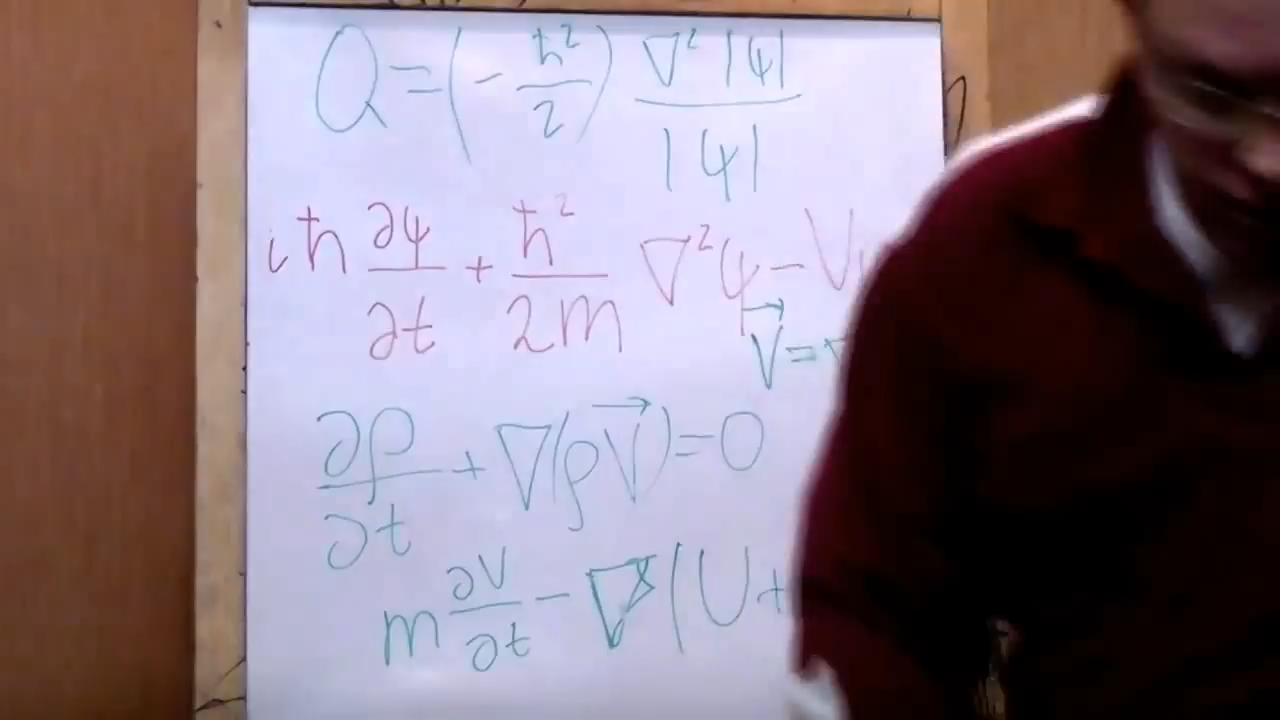 Q = (- ħ²/2) ∇²|ψ|/|ψ|
iħ ∂ψ/∂t + ħ²/2m ∇²ψ - V
V⃗ = ∇
∂ρ/∂t + ∇(ρV⃗) = 0
m ∂V/∂t - ∇(U +